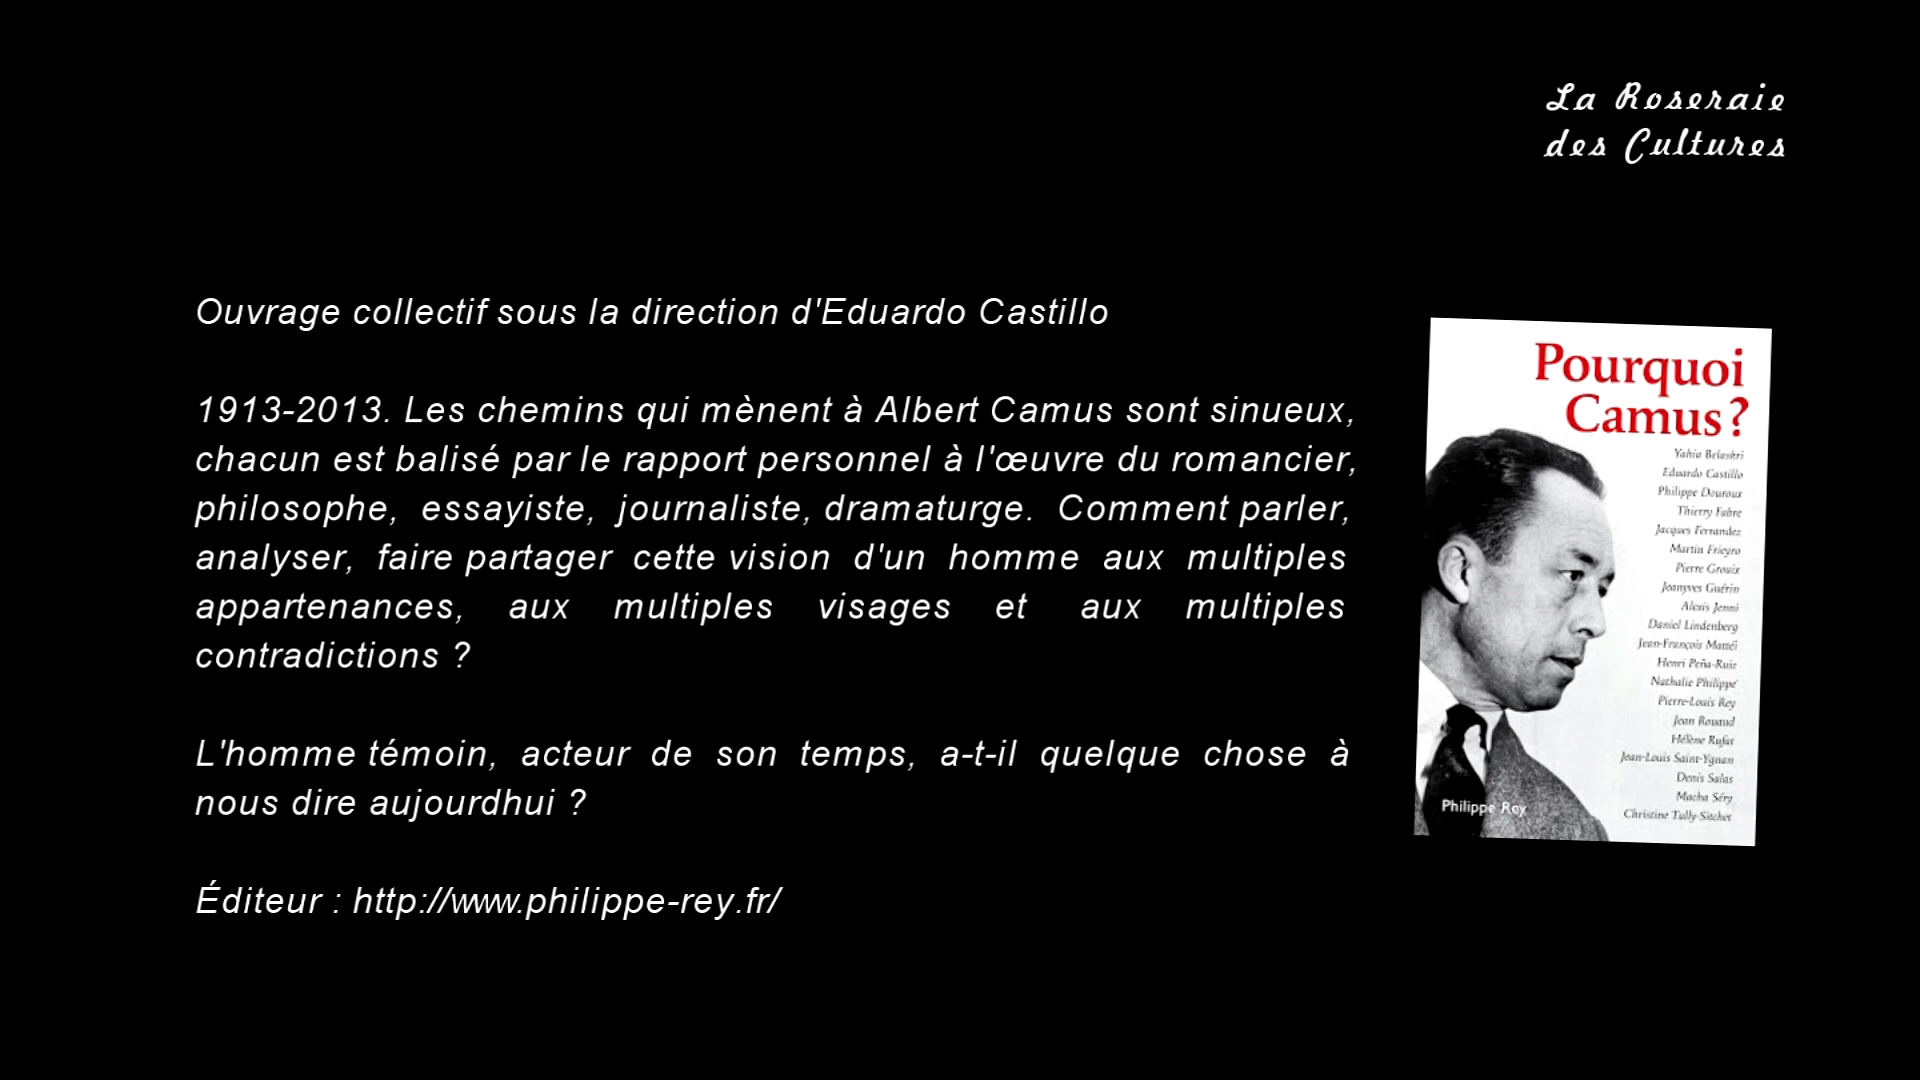 La Roseraie
des Cultures
Ouvrage collectif sous la direction d'Eduardo Castillo
1913-2013. Les chemins qui mènent à Albert Camus sont sinueux,
chacun est balisé par le rapport personnel à l'œuvre du romancier,
philosophe, essayiste, journaliste, dramaturge. Comment parler,
analyser, faire partager cette vision d'un homme aux multiples
appartenances, aux multiples visages et aux multiples
contradictions ?
L'homme témoin, acteur de son temps, a-t-il quelque chose à
nous dire aujourdhui ?
Éditeur : http://www.philippe-rey.fr/
Pourquoi
Camus ?
Yahia Belaskri
Eduardo Castillo
Philippe Douroux
Thierry Fabre
Jacques Ferrandez
Martin Frieyro
Pierre Grouix
Jeanyves Guérin
Alexis Jenni
Daniel Lindenberg
Jean-François Mattéi
Henri Peña-Ruiz
Nathalie Philippe
Pierre-Louis Rey
Jean Rouaud
Hélène Rufat
Jean-Louis Saint-Ygnan
Denis Salas
Macha Séry
Christine Tully-Sitchet
Philippe Rey